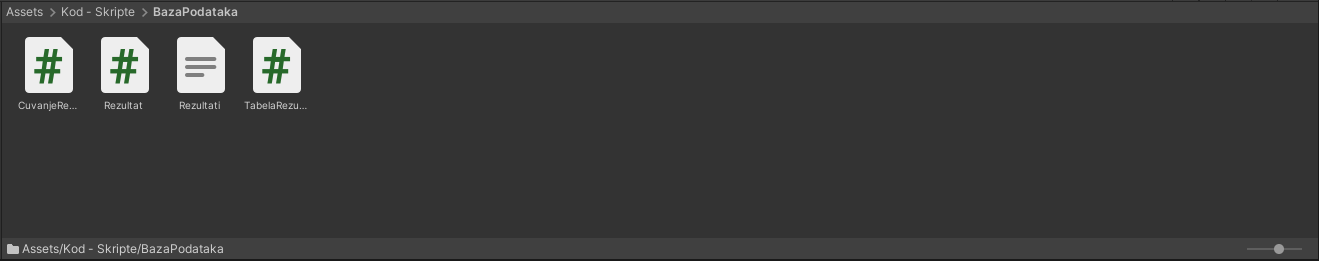 Assets > Kod - Skripte > BazaPodataka
CuvanjeRe... Rezultat Rezultati TabelaRezu...
Assets/Kod - Skripte/BazaPodataka